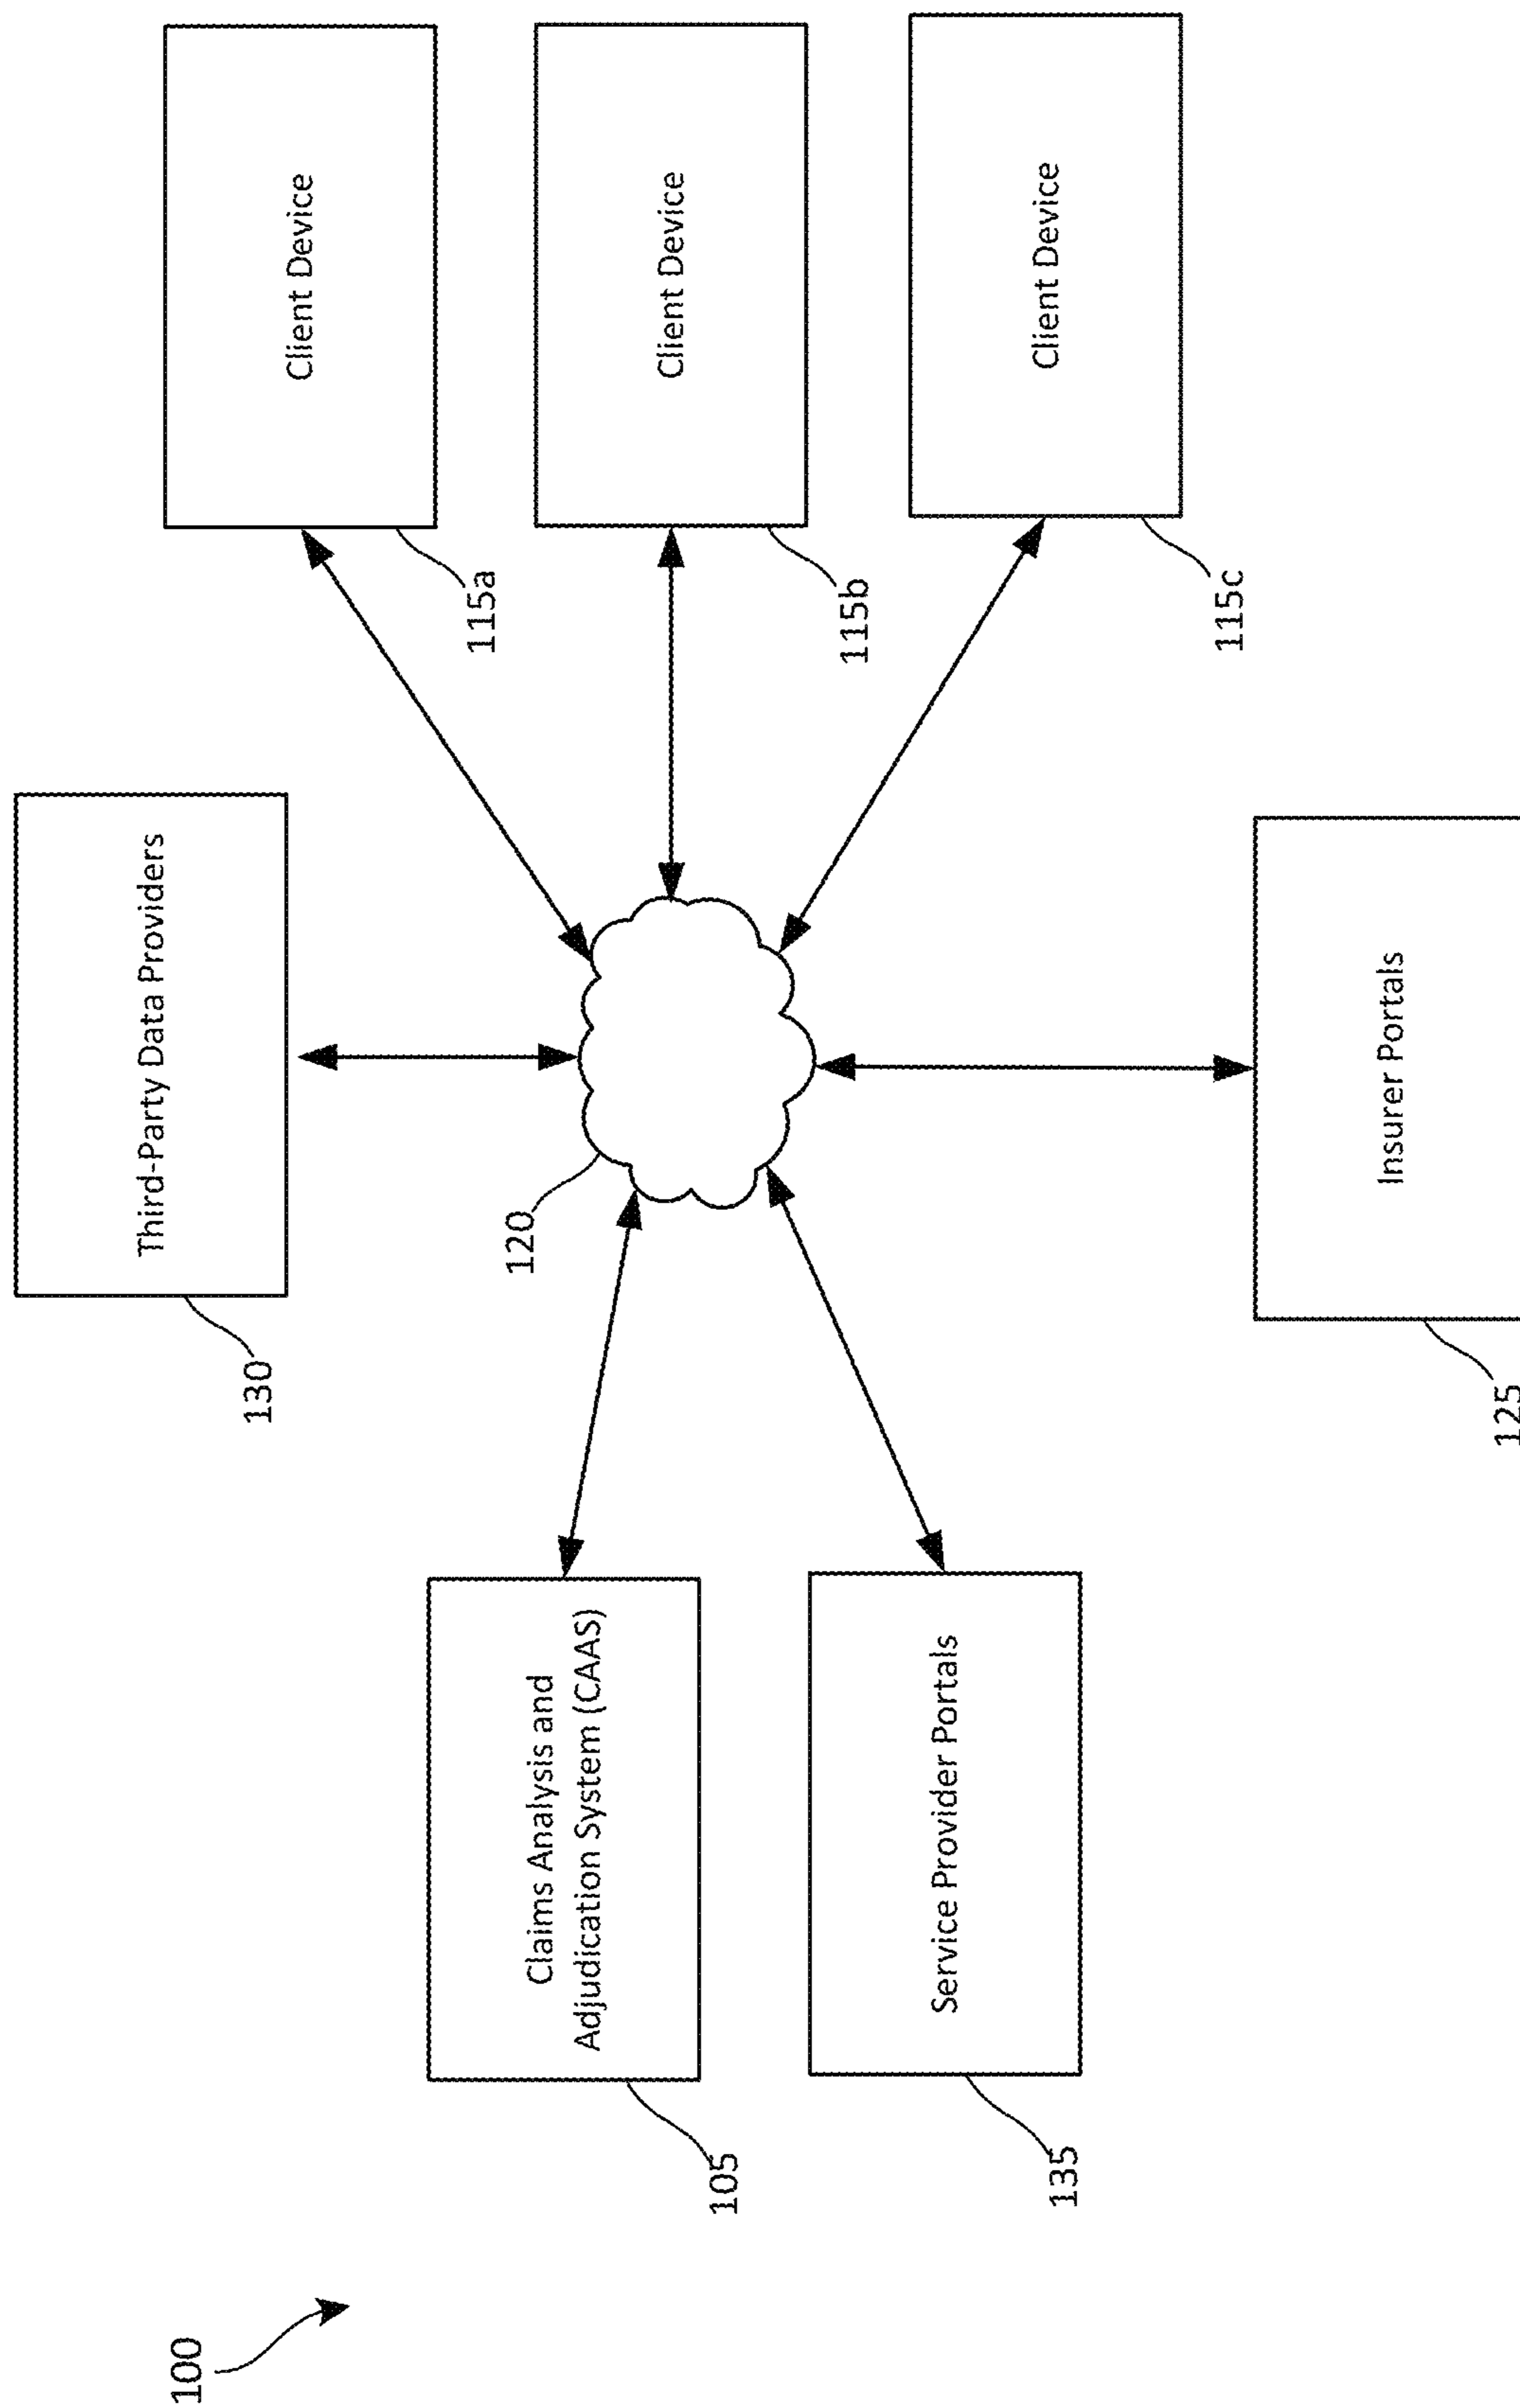 100
Third-Party Data Providers
130
Client Device
115a
Claims Analysis and
Adjudication System (CAAS)
105
120
Client Device
115b
Service Provider Portals
135
Client Device
115c
Insurer Portals
125